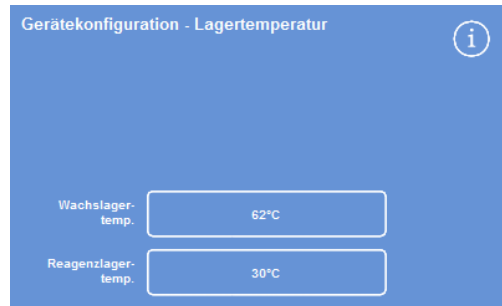 Gerätekonfiguration - Lagertemperatur
i
Wachslager-
temp.
62°C
Reagenzlager-
temp.
30°C